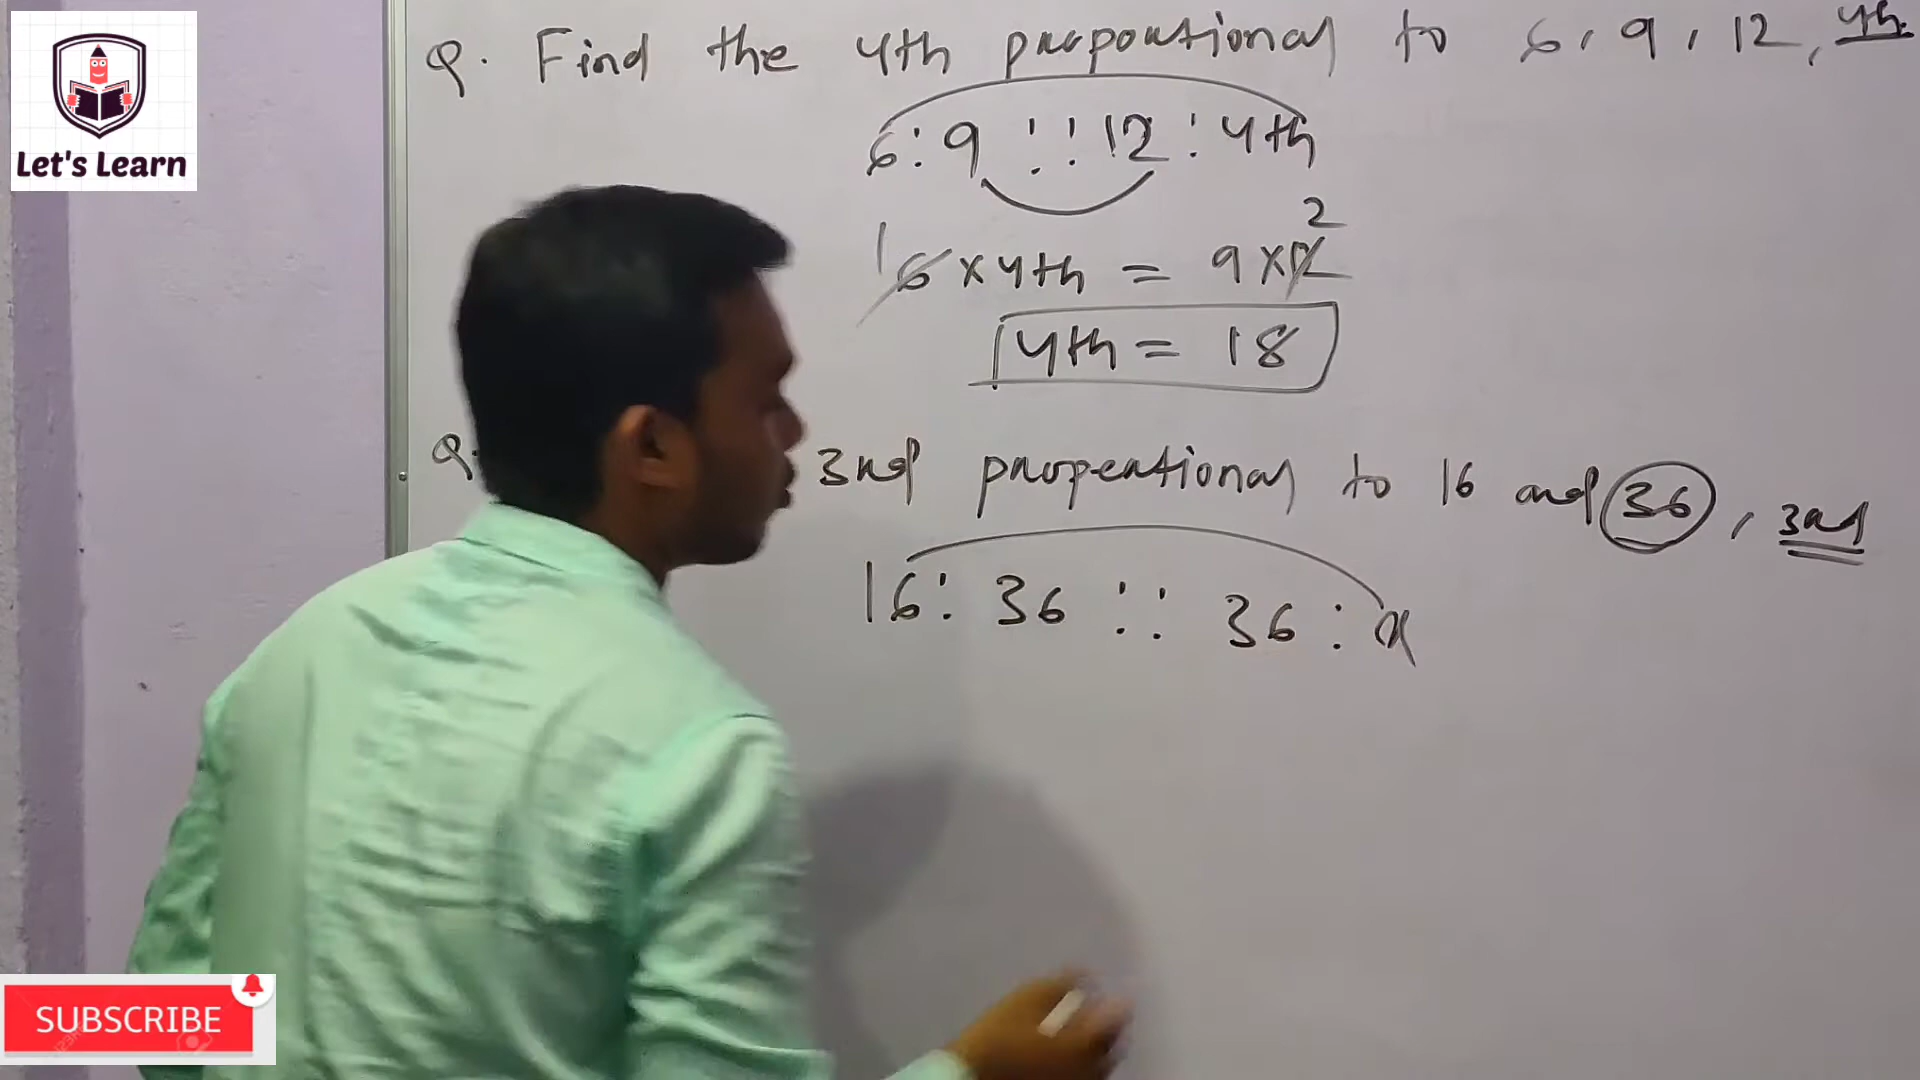 Let's Learn
Q. Find the 4th proportional to 6, 9, 12, 4th
6 : 9 :: 12 : 4th
1 2
6 x 4th = 9 x 12
4th = 18
Q. 3rd proportional to 16 and 36, 3rd
16 : 36 :: 36 : x
SUBSCRIBE